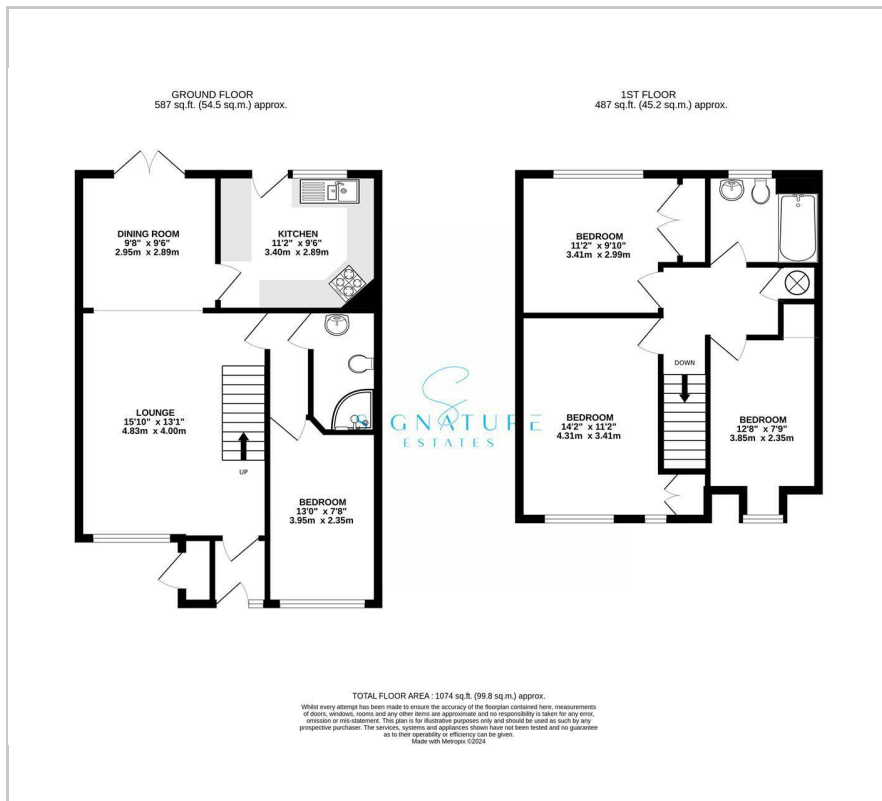 GROUND FLOOR
587 sq.ft. (54.5 sq.m.) approx.
1ST FLOOR
487 sq.ft. (45.2 sq.m.) approx.
DINING ROOM
9'8" x 9'6"
2.95m x 2.89m
KITCHEN
11'2" x 9'6"
3.40m x 2.89m
LOUNGE
15'10" x 13'1"
4.83m x 4.00m
UP
BEDROOM
13'0" x 7'8"
3.95m x 2.35m
BEDROOM
11'2" x 9'10"
3.41m x 2.99m
BEDROOM
14'2" x 11'2"
4.31m x 3.41m
DOWN
BEDROOM
12'8" x 7'9"
3.85m x 2.35m
SIGNATURE
ESTATES
TOTAL FLOOR AREA : 1074 sq.ft. (99.8 sq.m.) approx.
Whilst every attempt has been made to ensure the accuracy of the floorplan contained here, measurements
of doors, windows, rooms and any other items are approximate and no responsibility is taken for any error,
omission or mis-statement. This plan is for illustrative purposes only and should be used as such by any
prospective purchaser. The services, systems and appliances shown have not been tested and no guarantee
as to their operability or efficiency can be given.
Made with Metropix ©2024